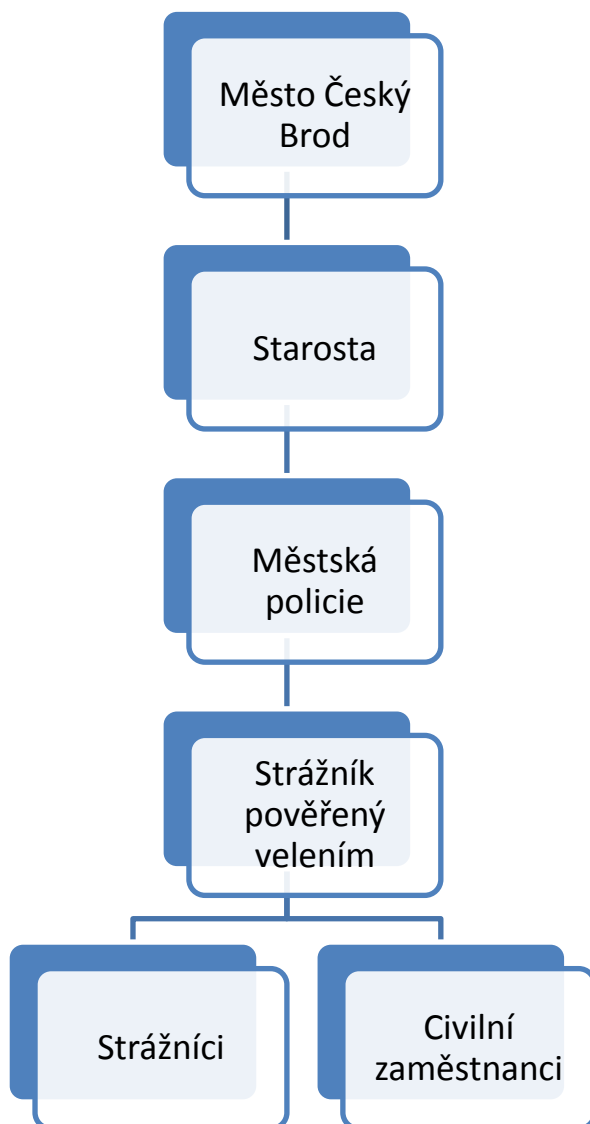 Město Český
Brod
Starosta
Městská
policie
Strážník
pověřený
velením
Strážníci
Civilní
zaměstnanci